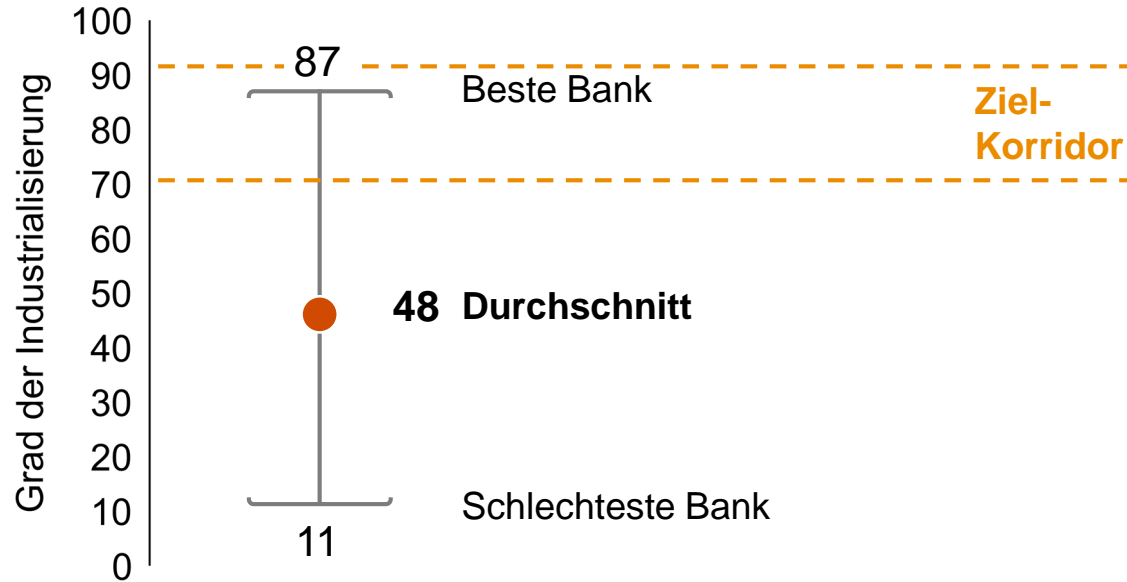 Grad der Industrialisierung
100
90
80
70
60
50
40
30
20
10
0
87
Beste Bank
Ziel-
Korridor
48 Durchschnitt
Schlechteste Bank
11